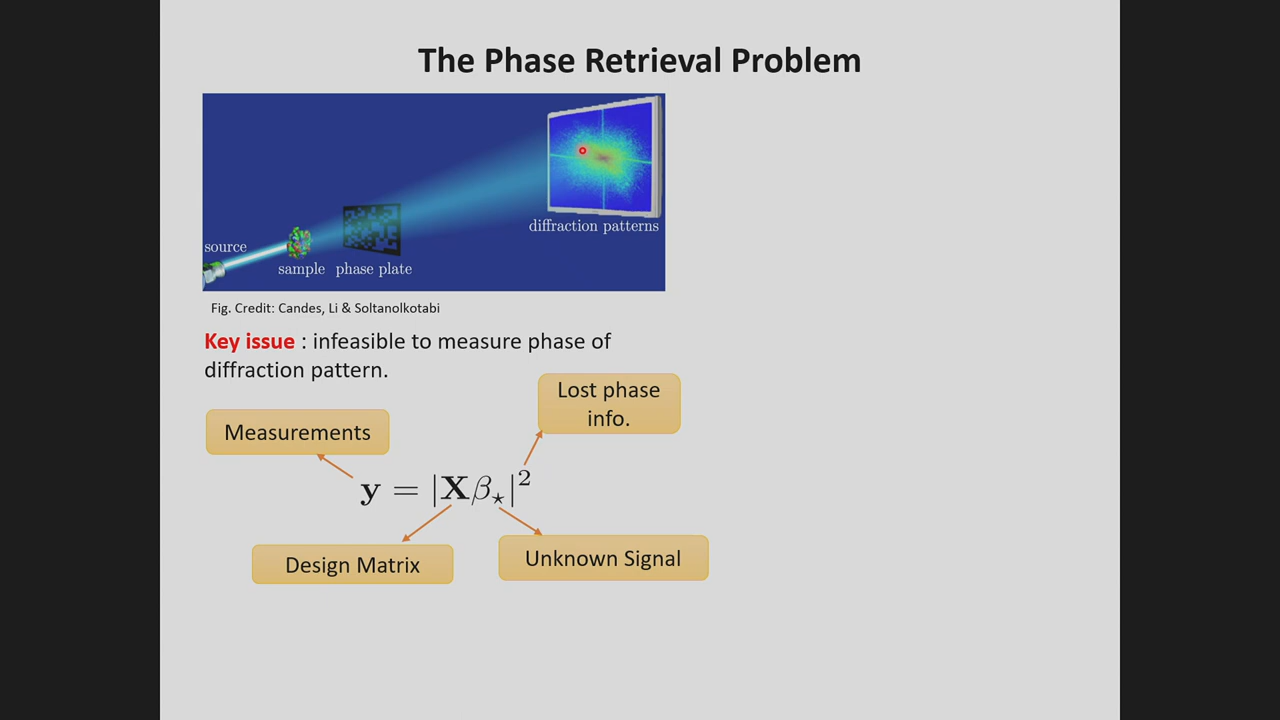 The Phase Retrieval Problem
source
sample
phase plate
diffraction patterns
Fig. Credit: Candes, Li & Soltanolkotabi
Key issue : infeasible to measure phase of
diffraction pattern.
Lost phase
info.
Measurements
y = |Xβ⋆|²
Design Matrix
Unknown Signal